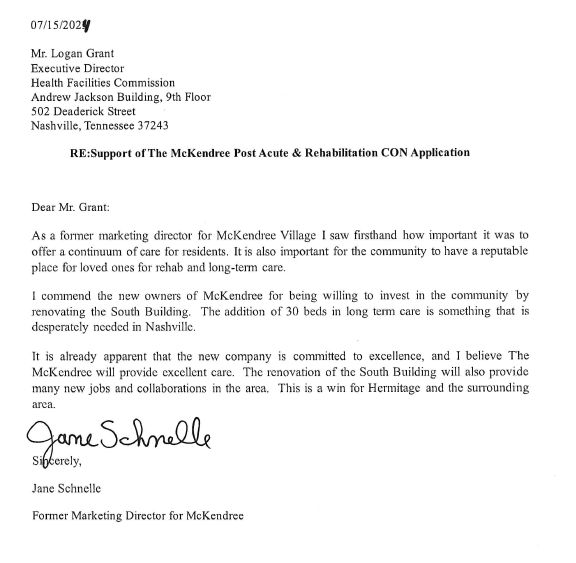 07/15/2024
Mr. Logan Grant
Executive Director
Health Facilities Commission
Andrew Jackson Building, 9th Floor
502 Deaderick Street
Nashville, Tennessee 37243
RE:Support of The McKendree Post Acute & Rehabilitation CON Application
Dear Mr. Grant:
As a former marketing director for McKendree Village I saw firsthand how important it was to
offer a continuum of care for residents. It is also important for the community to have a reputable
place for loved ones for rehab and long-term care.
I commend the new owners of McKendree for being willing to invest in the community by
renovating the South Building. The addition of 30 beds in long term care is something that is
desperately needed in Nashville.
It is already apparent that the new company is committed to excellence, and I believe The
McKendree will provide excellent care. The renovation of the South Building will also provide
many new jobs and collaborations in the area. This is a win for Hermitage and the surrounding
area.
Jane Schnelle
Sincerely,
Jane Schnelle
Former Marketing Director for McKendree